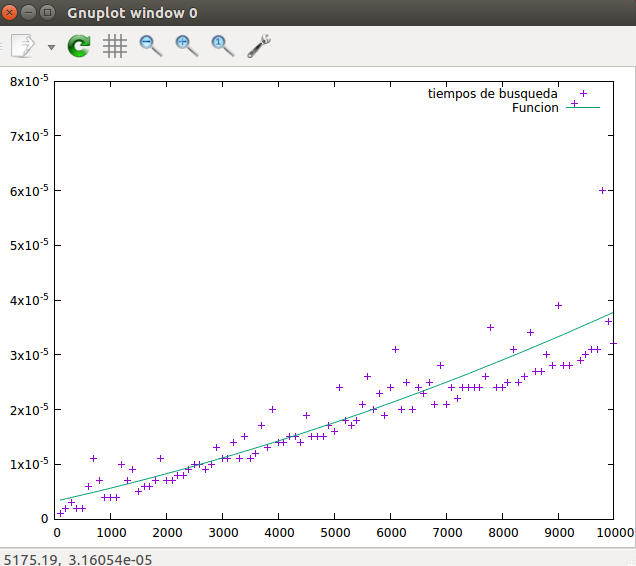 Gnuplot window 0
8x10-5
7x10-5
6x10-5
5x10-5
4x10-5
3x10-5
2x10-5
1x10-5
0
tiempos de busqueda
Funcion
0 1000 2000 3000 4000 5000 6000 7000 8000 9000 10000
5175.19, 3.16054e-05